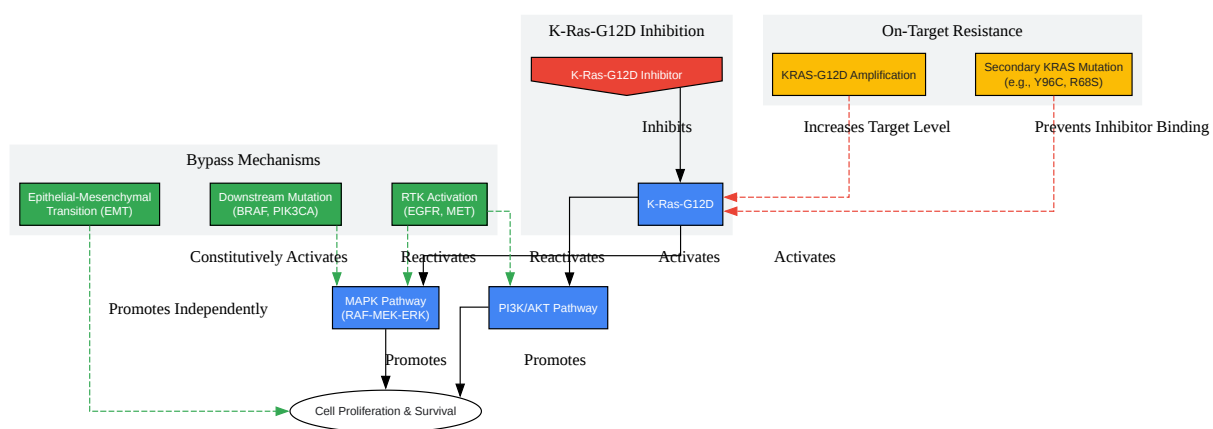 K-Ras-G12D Inhibition
On-Target Resistance
K-Ras-G12D Inhibitor
KRAS-G12D Amplification
Secondary KRAS Mutation
(e.g., Y96C, R68S)
Inhibits
Increases Target Level
Prevents Inhibitor Binding
Bypass Mechanisms
Epithelial-Mesenchymal
Transition (EMT)
Downstream Mutation
(BRAF, PIK3CA)
RTK Activation
(EGFR, MET)
K-Ras-G12D
Constitutively Activates
Reactivates
Reactivates
Activates
Activates
Promotes Independently
MAPK Pathway
(RAF-MEK-ERK)
PI3K/AKT Pathway
Promotes
Promotes
Cell Proliferation & Survival